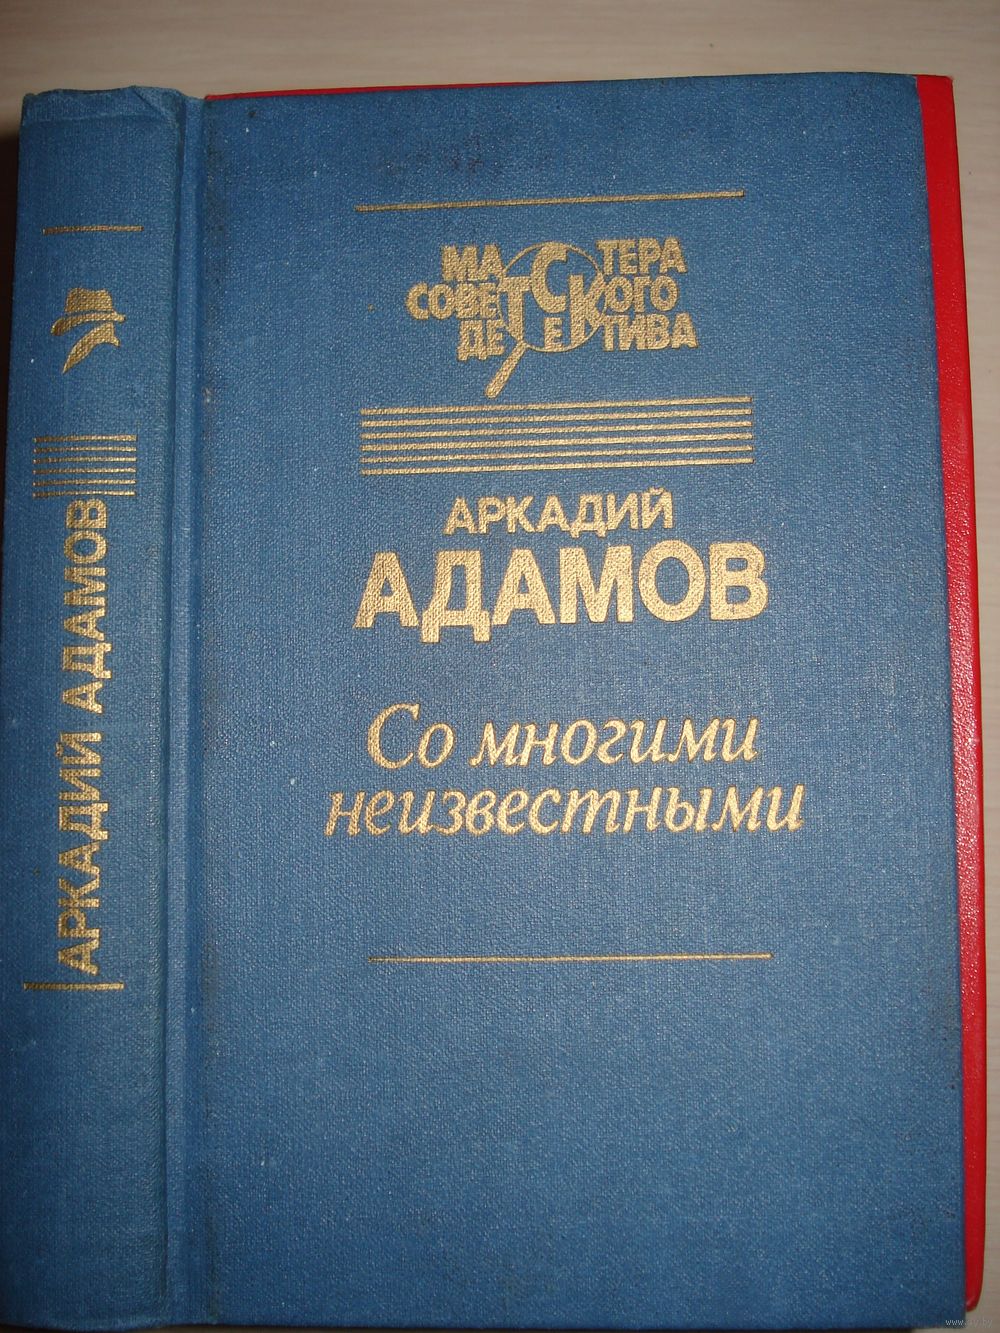 МАСТЕРА
СОВЕТСКОГО
ДЕТЕКТИВА
АРКАДИЙ
АДАМОВ
Со многими
неизвестными
АРКАДИЙ АДАМОВ